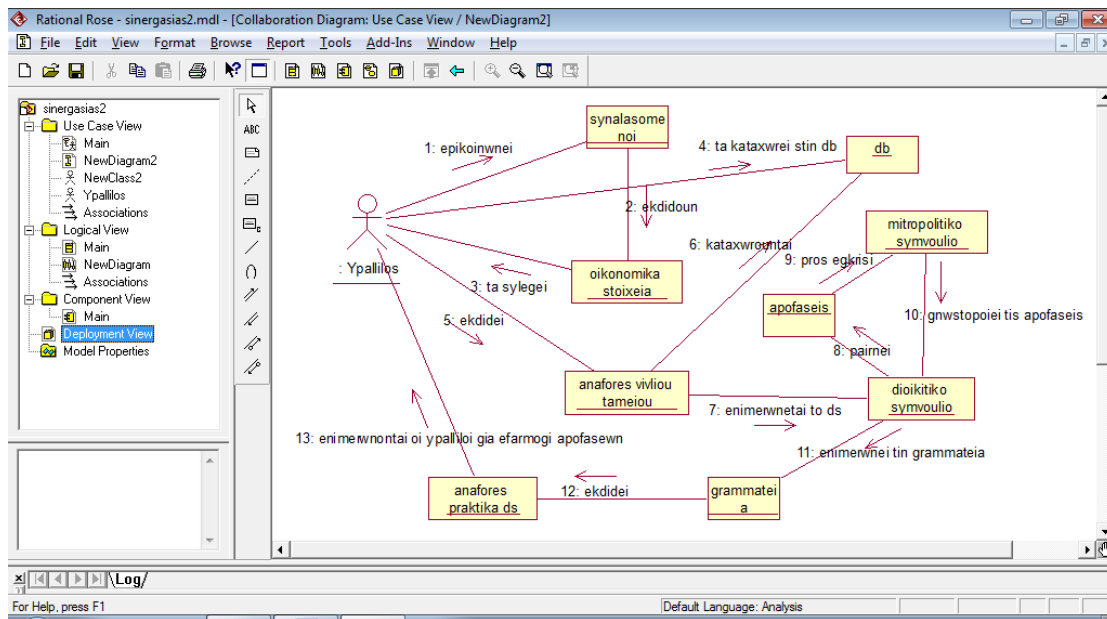 Rational Rose - sinergasias2.mdl - [Collaboration Diagram: Use Case View / NewDiagram2]
File Edit View Format Browse Report Tools Add-Ins Window Help
sinergasias2
Use Case View
Main
NewDiagram2
NewClass2
Ypallilos
Associations
Logical View
Main
NewDiagram
Associations
Component View
Main
Deployment View
Model Properties
ABC
synalasome
noi
1: epikoinwnei
4: ta kataxwrei stin db
db
2: ekdidoun
mitropolitiko
symvoulio
6: kataxwrountai
9: pros egkrisi
: Ypallilos
oikonomika
stoixeia
3: ta sylegei
apofaseis
10: gnwstopoiei tis apofaseis
5: ekdidei
8: pairnei
anafores vivliou
tameiou
dioikitiko
symvoulio
7: enimerwnetai to ds
13: enimerwnontai oi ypalliloi gia efarmogi apofasewn
11: enimerwnei tin grammateia
anafores
praktika ds
12: ekdidei
grammatei
a
Log
For Help, press F1
Default Language: Analysis